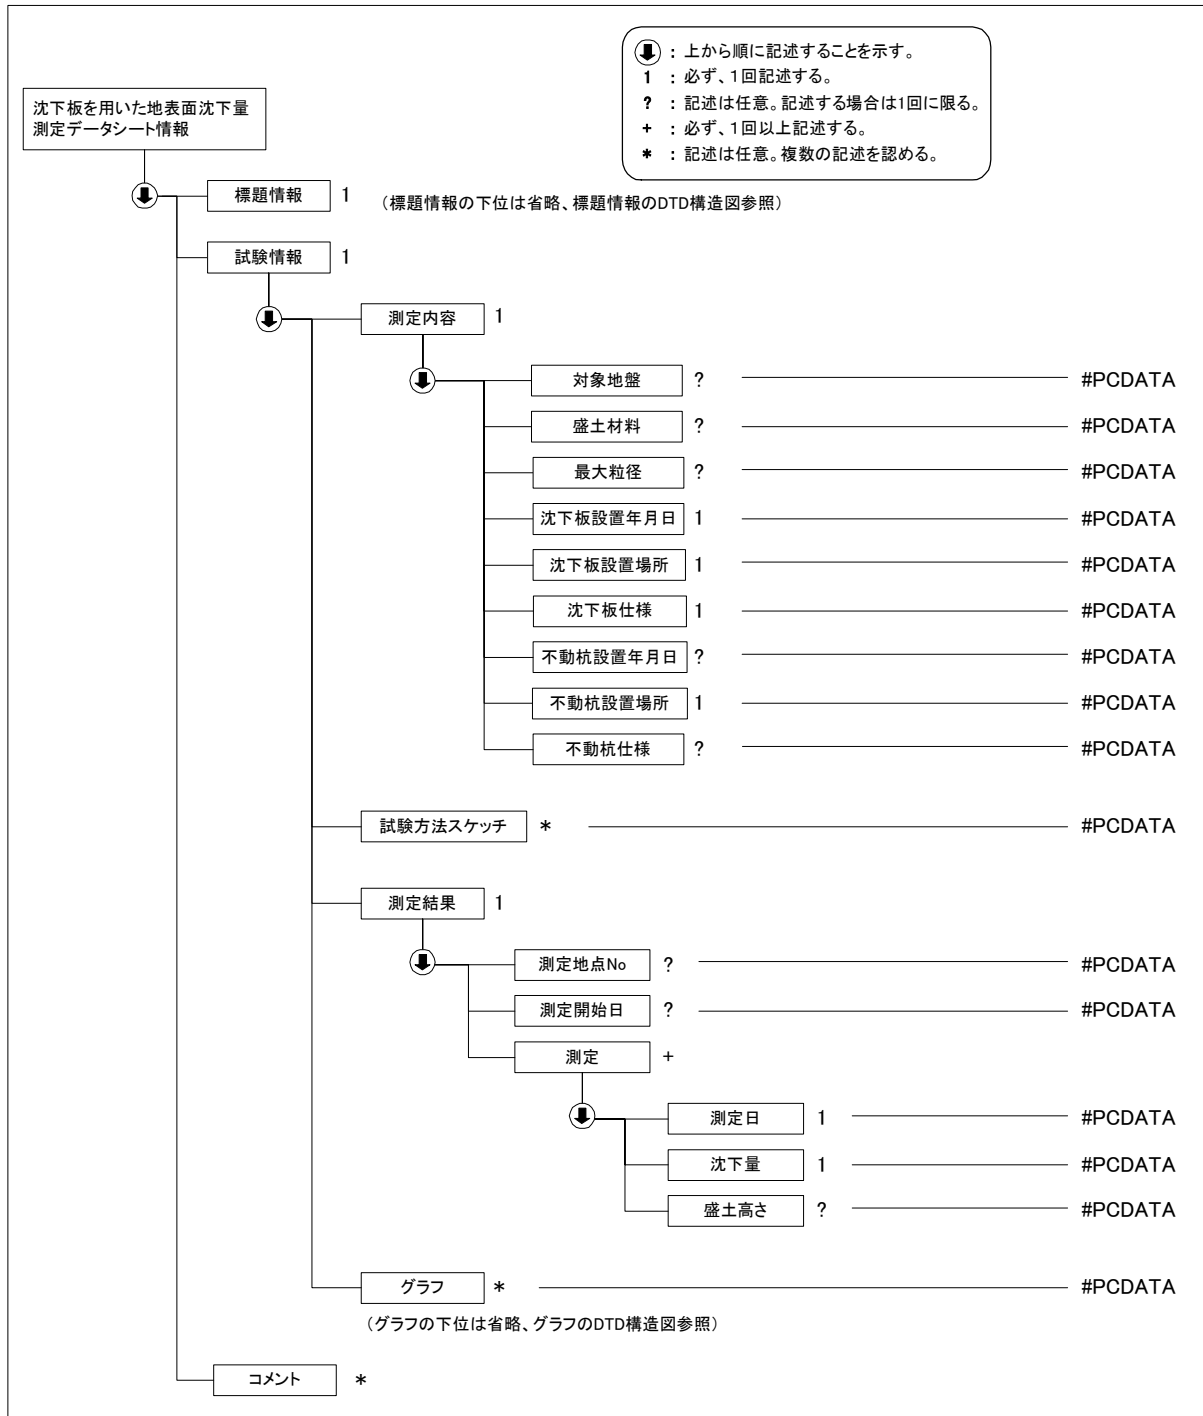 ：上から順に記述することを示す。
1 ：必ず、1回記述する。
? ：記述は任意。記述する場合は1回に限る。
+ ：必ず、1回以上記述する。
* ：記述は任意。複数の記述を認める。
沈下板を用いた地表面沈下量
測定データシート情報
標題情報 1 （標題情報の下位は省略、標題情報のDTD構造図参照）
試験情報 1
測定内容 1
対象地盤 ? #PCDATA
盛土材料 ? #PCDATA
最大粒径 ? #PCDATA
沈下板設置年月日 1 #PCDATA
沈下板設置場所 1 #PCDATA
沈下板仕様 1 #PCDATA
不動杭設置年月日 ? #PCDATA
不動杭設置場所 1 #PCDATA
不動杭仕様 ? #PCDATA
試験方法スケッチ * #PCDATA
測定結果 1
測定地点No ? #PCDATA
測定開始日 ? #PCDATA
測定 +
測定日 1 #PCDATA
沈下量 1 #PCDATA
盛土高さ ? #PCDATA
グラフ * #PCDATA
（グラフの下位は省略、グラフのDTD構造図参照）
コメント *